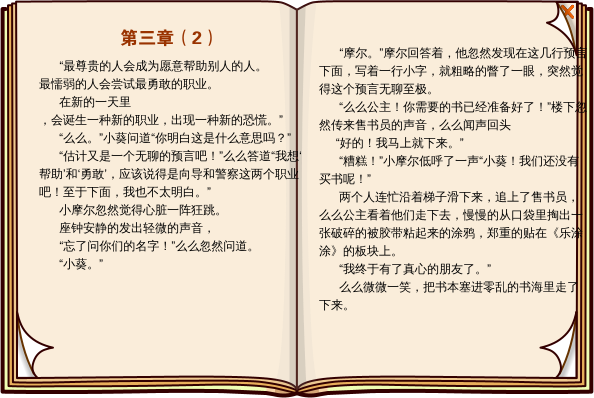 第三章（2）
“最尊贵的人会成为愿意帮助别人的人。
最懦弱的人会尝试最勇敢的职业。
在新的一天里
，会诞生一种新的职业，出现一种新的恐慌。”
“么么。”小葵问道“你明白这是什么意思吗？”
“估计又是一个无聊的预言吧！”么么答道“我想‘
帮助’和‘勇敢’，应该说得是向导和警察这两个职业
吧！至于下面，我也不太明白。”
小摩尔忽然觉得心脏一阵狂跳。
座钟安静的发出轻微的声音，
“忘了问你们的名字！”么么忽然问道。
“小葵。”
“摩尔。”摩尔回答着，他忽然发现在这几行预言
下面，写着一行小字，就粗略的瞥了一眼，突然觉
得这个预言无聊至极。
“么么公主！你需要的书已经准备好了！”楼下忽
然传来售书员的声音，么么闻声回头
“好的！我马上就下来。”
“糟糕！”小摩尔低呼了一声“小葵！我们还没有
买书呢！”
两个人连忙沿着梯子滑下来，追上了售书员，
么么公主看着他们走下去，慢慢的从口袋里掏出一
张破碎的被胶带粘起来的涂鸦，郑重的贴在《乐涂
涂》的板块上。
“我终于有了真心的朋友了。”
么么微微一笑，把书本塞进零乱的书海里走了
下来。